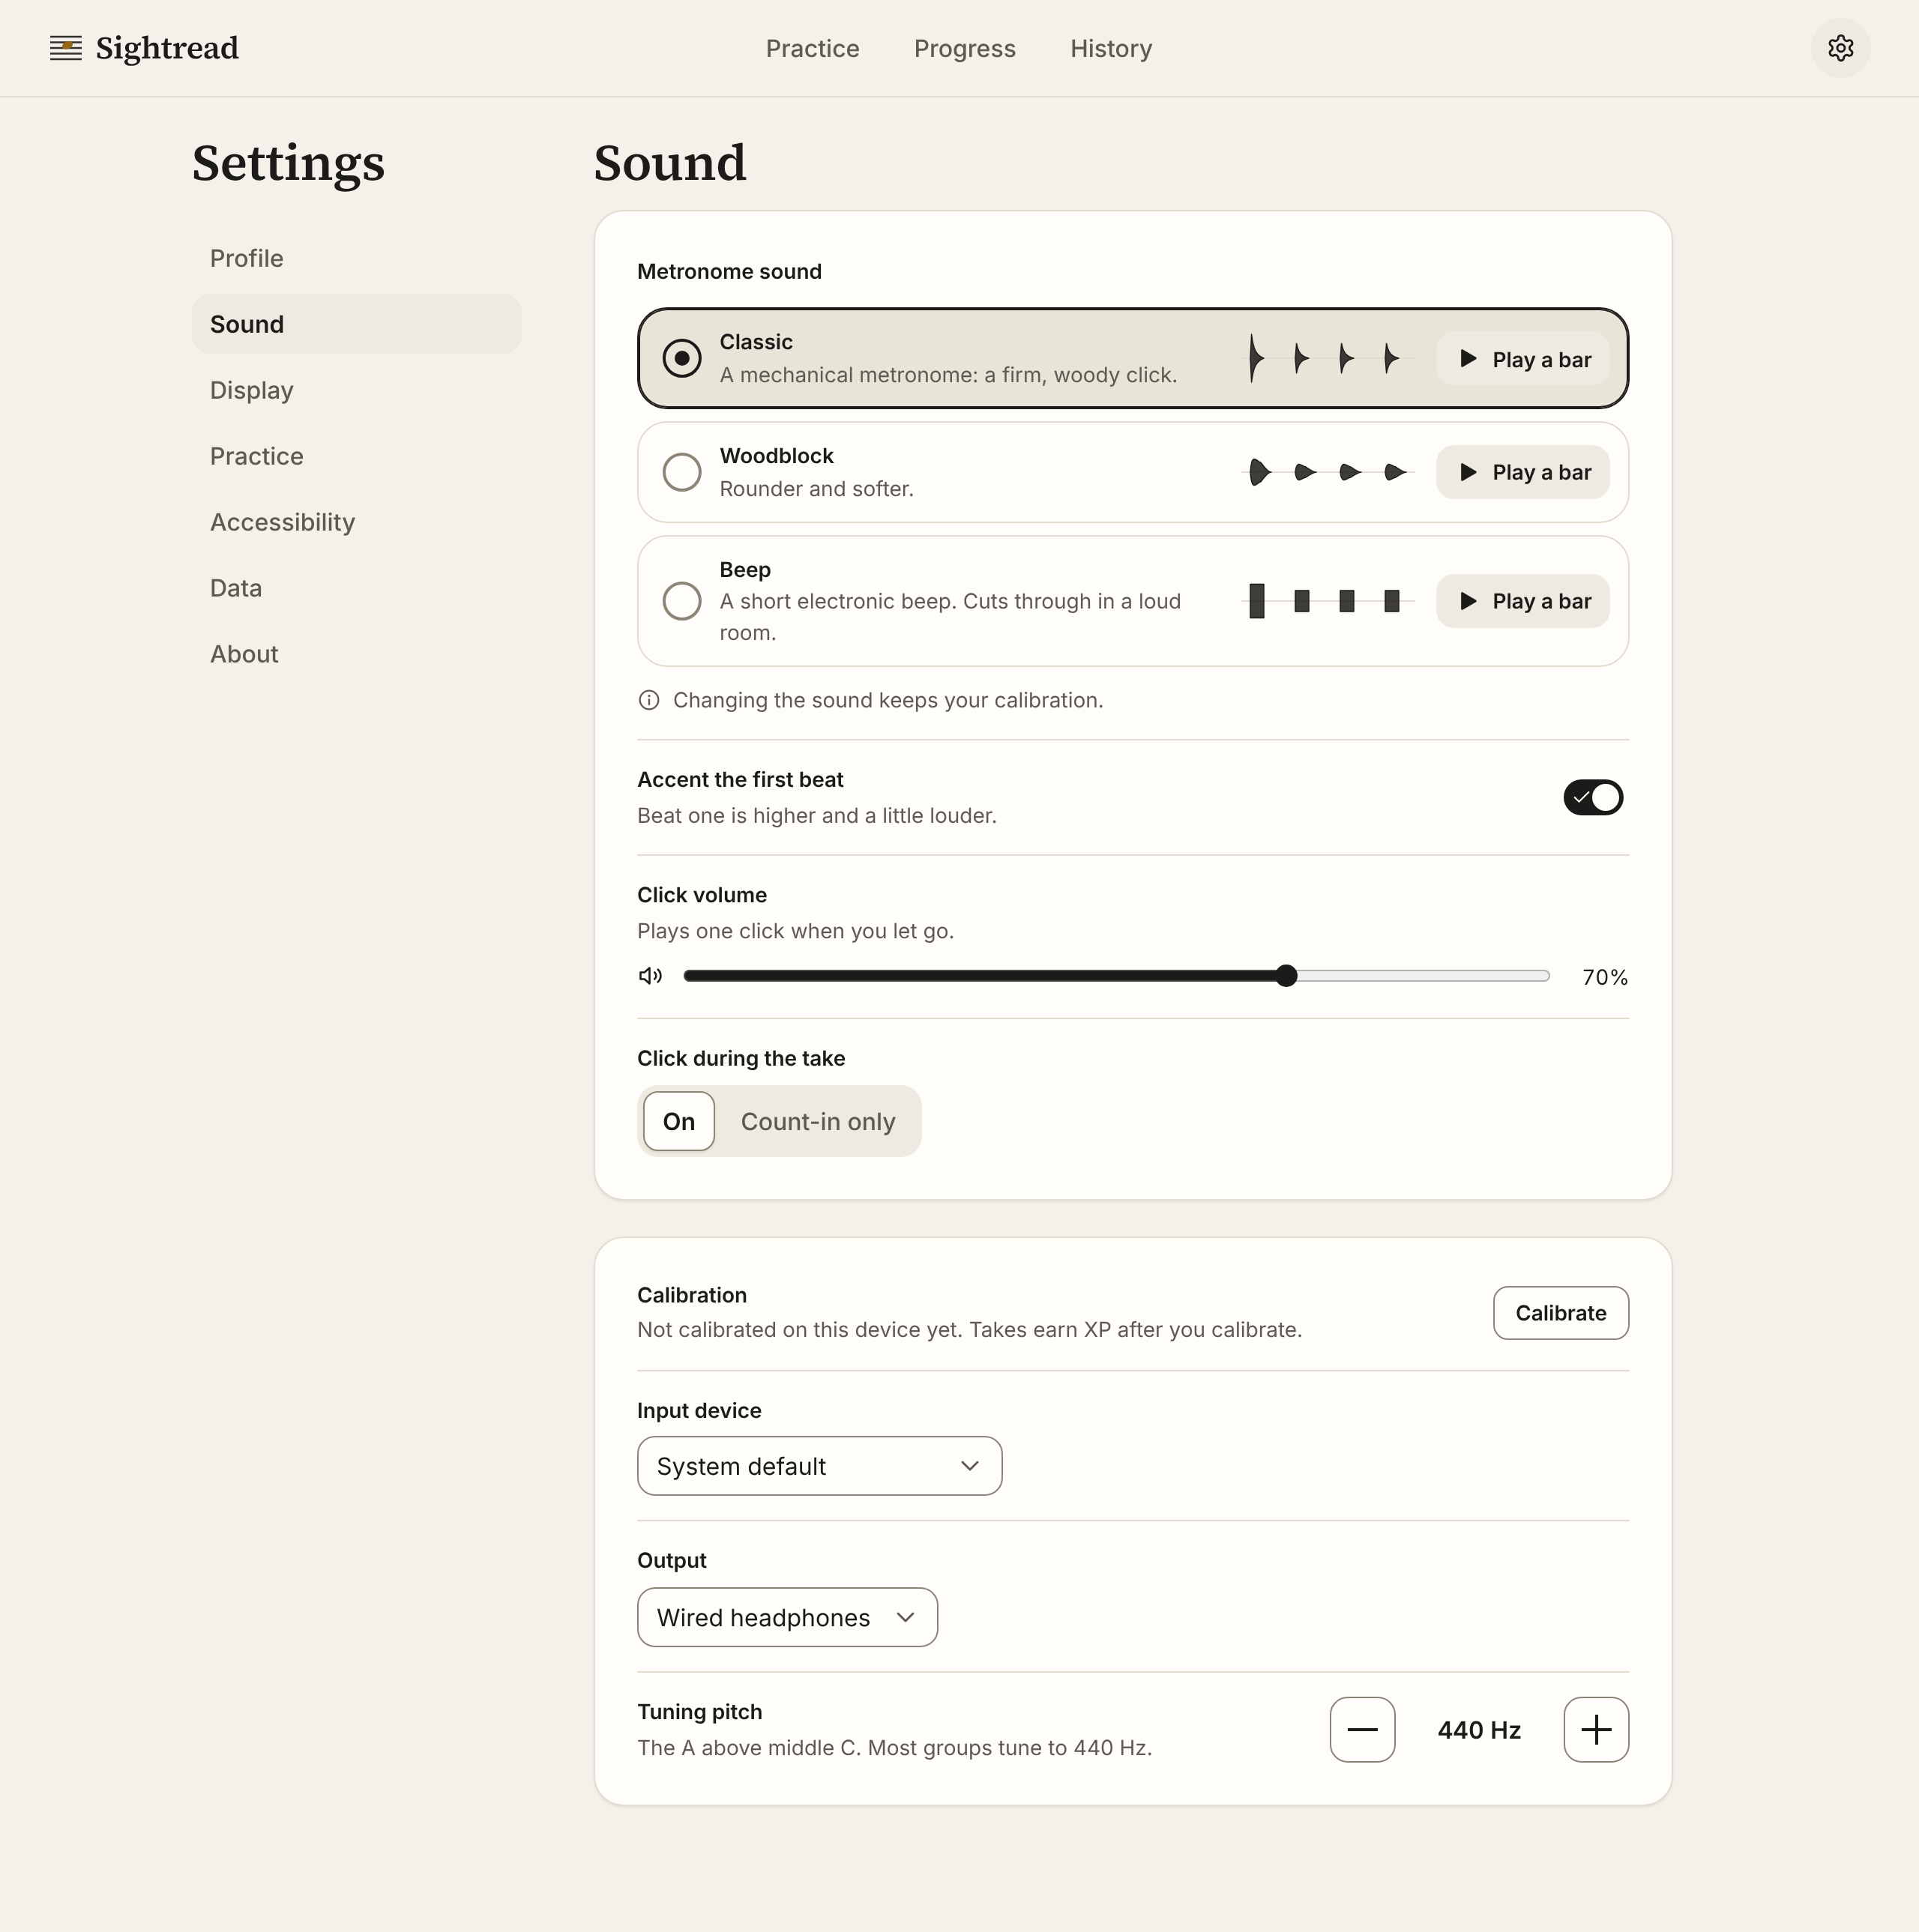 Sightread
Practice
Progress
History
Settings
Profile
Sound
Display
Practice
Accessibility
Data
About
Sound
Metronome sound
Classic
A mechanical metronome: a firm, woody click.
Play a bar
Woodblock
Rounder and softer.
Play a bar
Beep
A short electronic beep. Cuts through in a loud
room.
Play a bar
Changing the sound keeps your calibration.
Accent the first beat
Beat one is higher and a little louder.
Click volume
Plays one click when you let go.
70%
Click during the take
On
Count-in only
Calibration
Not calibrated on this device yet. Takes earn XP after you calibrate.
Calibrate
Input device
System default
Output
Wired headphones
Tuning pitch
The A above middle C. Most groups tune to 440 Hz.
440 Hz